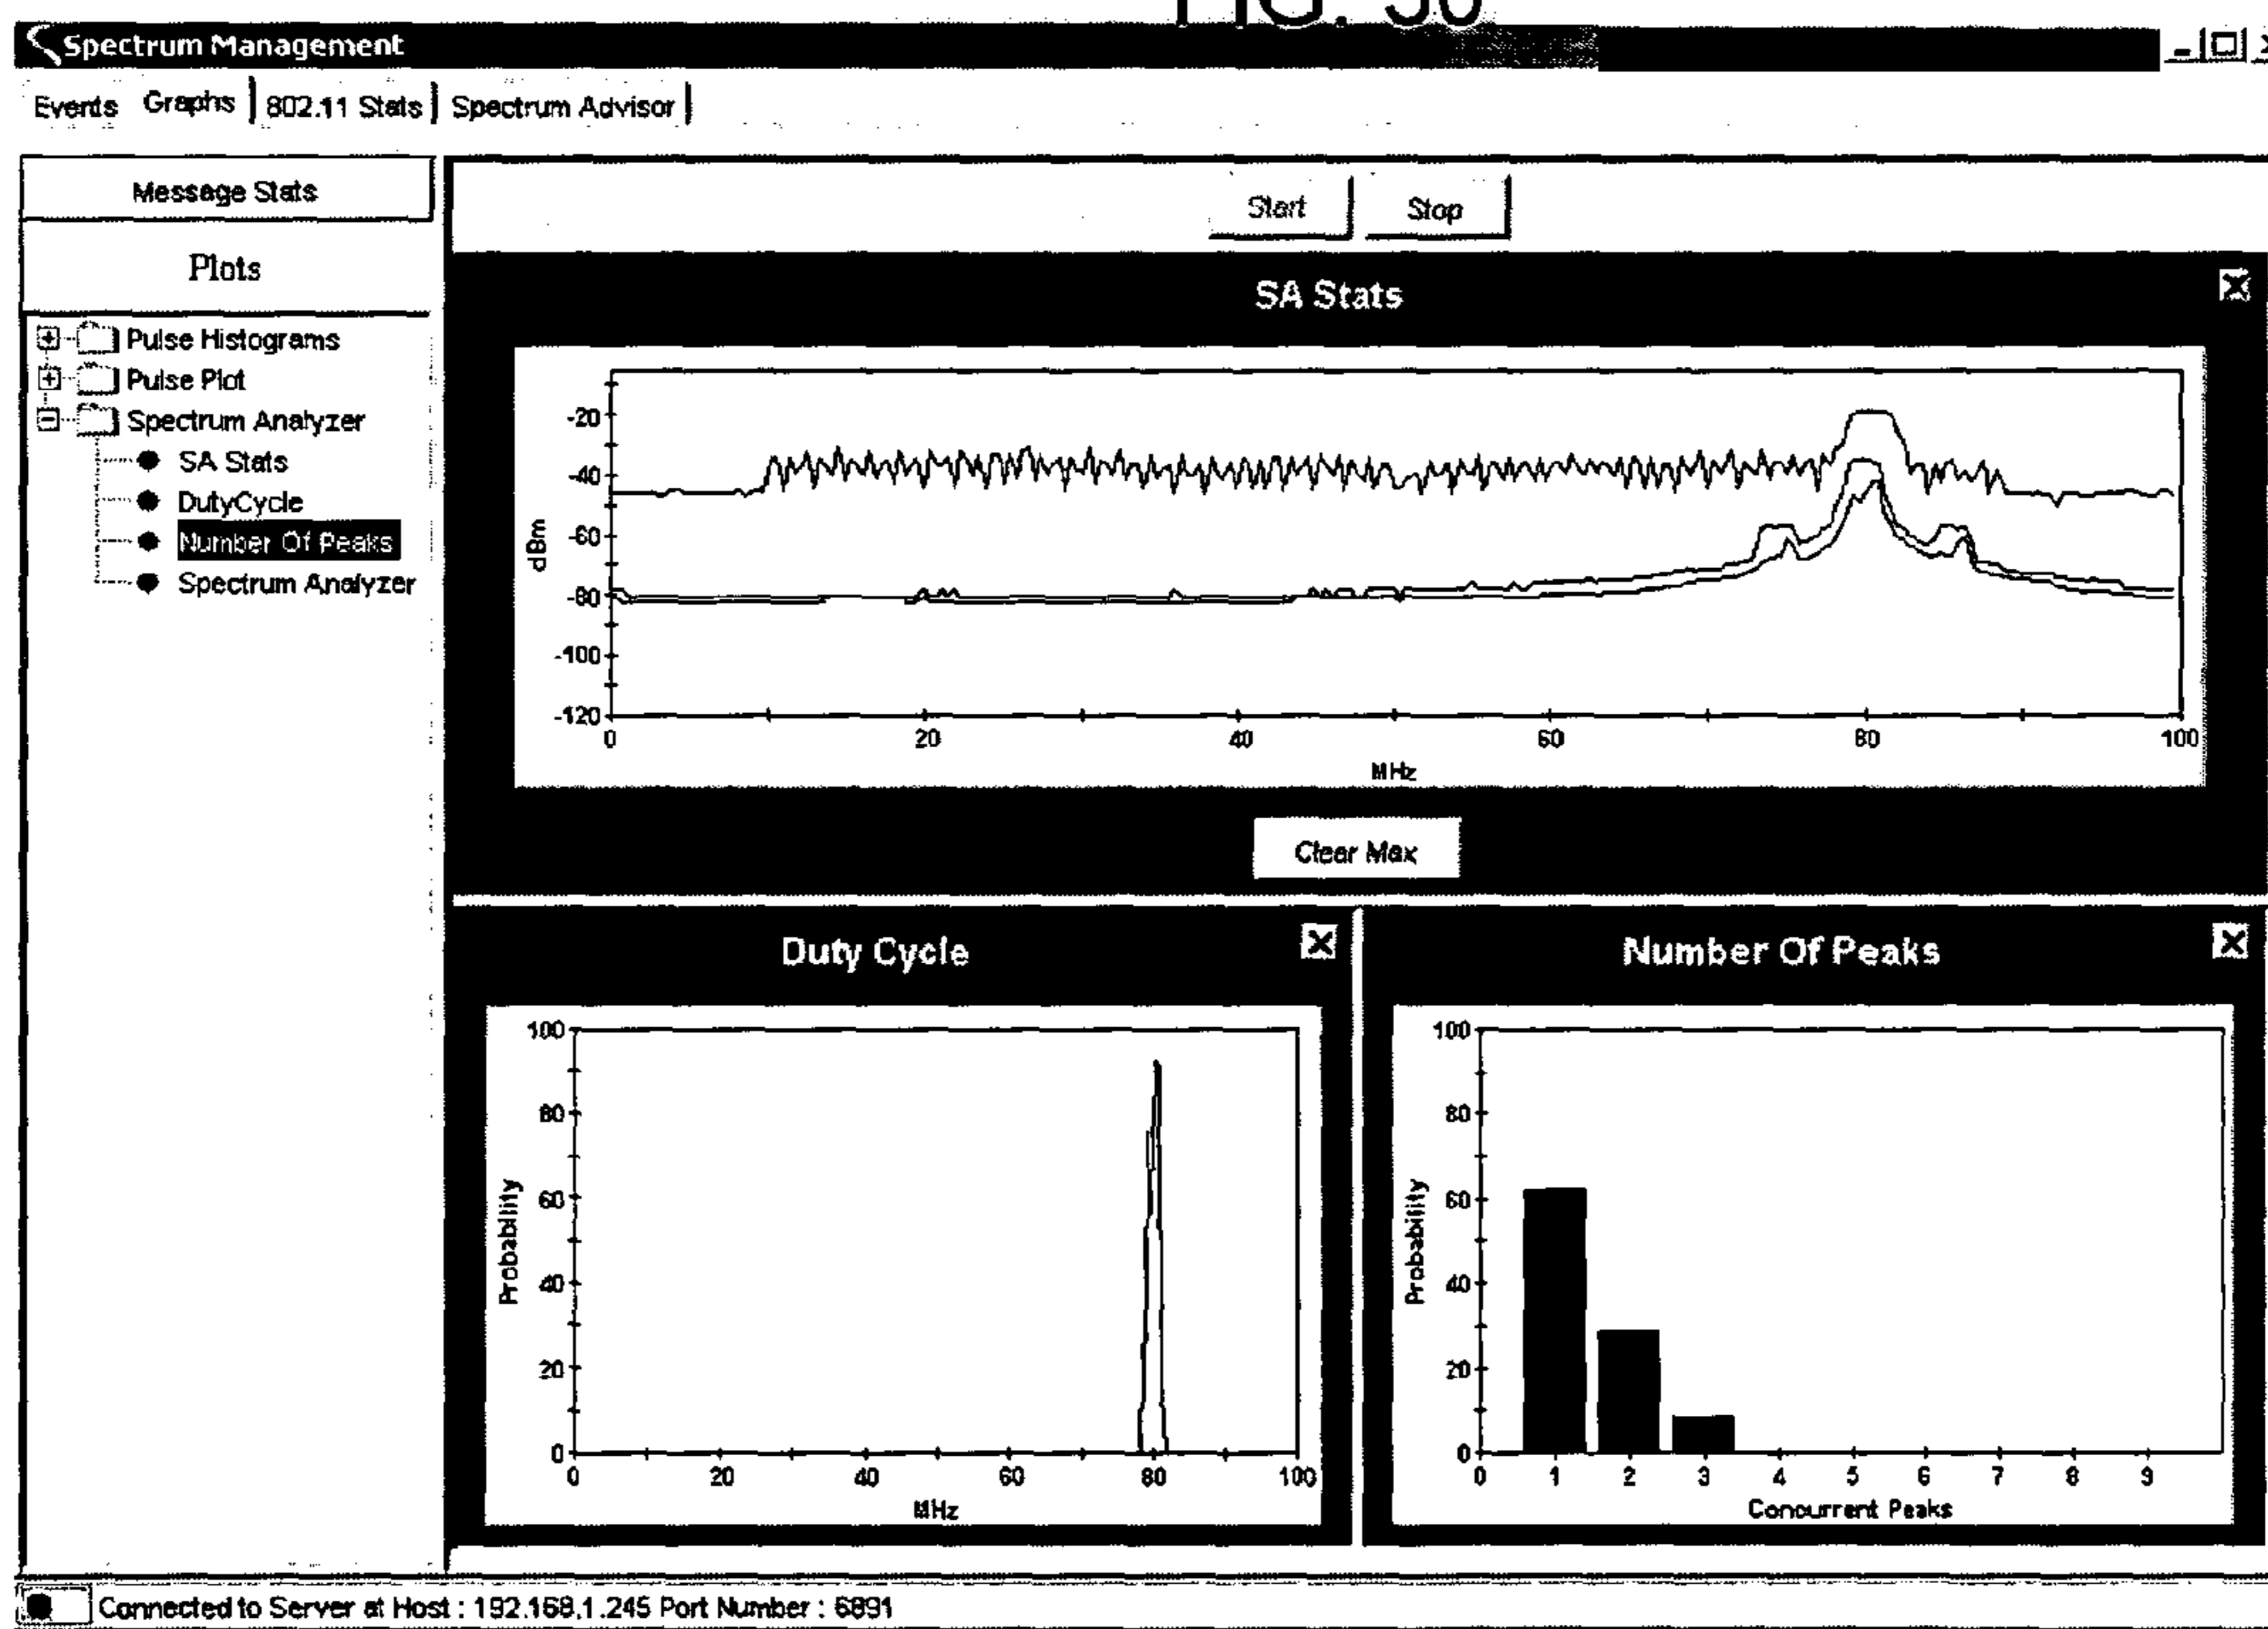 FIG. 30
Spectrum Management
Events Graphs 802.11 Stats Spectrum Advisor
Message Stats
Plots
Pulse Histograms
Pulse Plot
Spectrum Analyzer
SA Stats
DutyCycle
Number Of Peaks
Spectrum Analyzer
Start Stop
SA Stats
dBm
-20
-40
-60
-80
-100
-120
0 20 40 60 80 100
MHz
Clear Max
Duty Cycle
Probability
100
80
60
40
20
0
0 20 40 60 80 100
MHz
Number Of Peaks
Probability
100
80
60
40
20
0
0 1 2 3 4 5 6 7 8 9
Concurrent Peaks
Connected to Server at Host : 192.168.1.245 Port Number : 6891